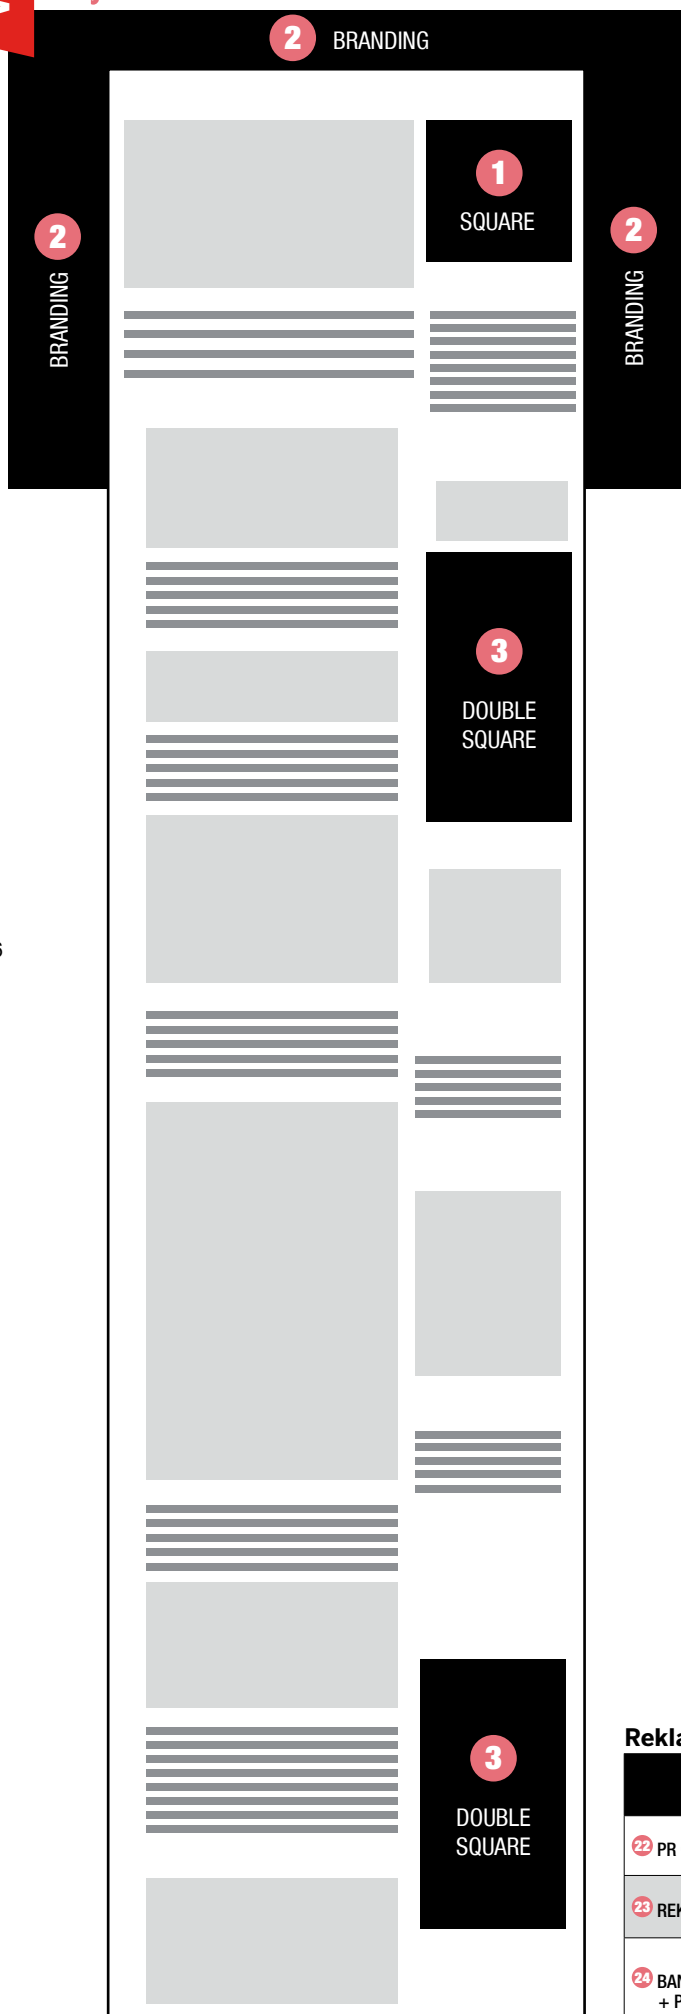 2 BRANDING
1
SQUARE
2
BRANDING
2
BRANDING
3
DOUBLE
SQUARE
3
DOUBLE
SQUARE
22 PR
23
24
+